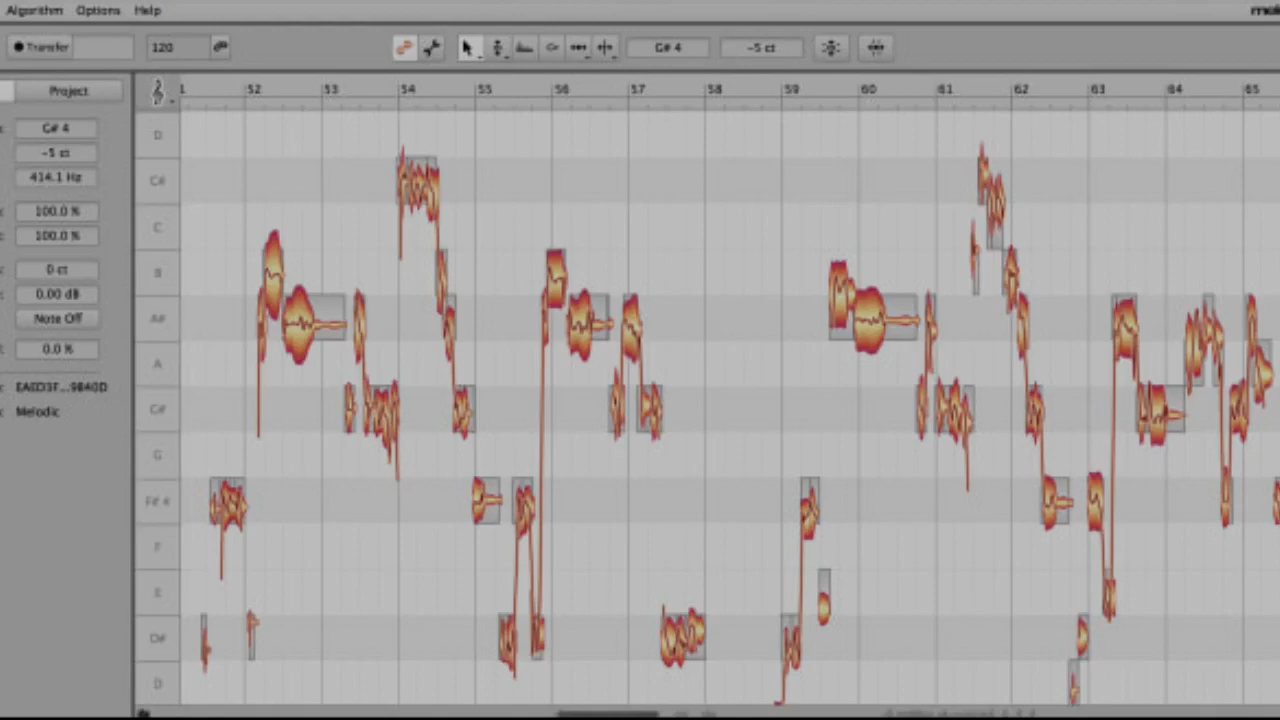 Algorithm Options Help
Transfer 120 G# 4 -5 ct
Project
1 52 53 54 55 56 57 58 59 60 61 62 63 64 65
G# 4
-5 ct
414.1 Hz
100.0 %
100.0 %
0 ct
0.00 dB
Note Off
0.0 %
Melodic
D
C#
C
B
A#
A
G#
G
F# 4
F
E
D#
D